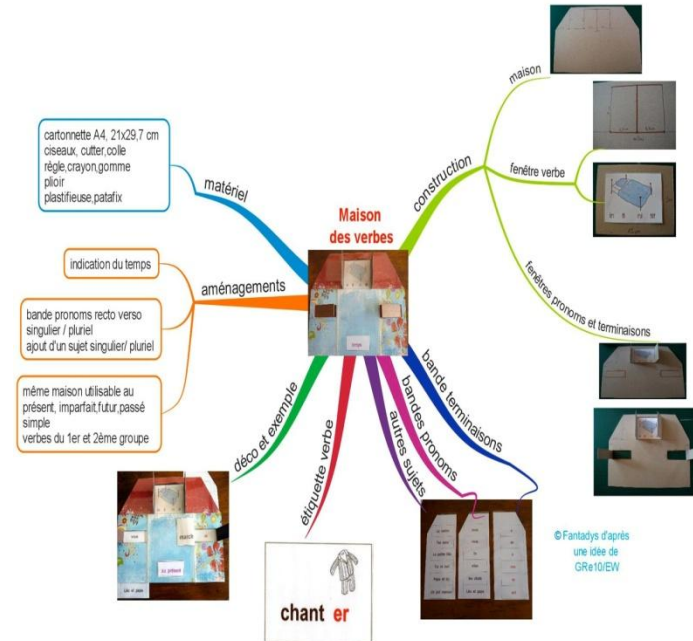 Maison
des verbes
matériel
cartonnette A4, 21x29,7 cm
ciseaux, cutter,colle
règle,crayon,gomme
plioir
plastifieuse,patafix
aménagements
indication du temps
bande pronoms recto verso
singulier / pluriel
ajout d'un sujet singulier/ pluriel
même maison utilisable au
présent, imparfait,futur,passé
simple
verbes du 1er et 2ème groupe
déco et exemple
étiquette verbe
chant er
autres sujets
bandes pronoms
bande terminaisons
construction
maison
fenêtre verbe
fenêtres pronoms et terminaisons
©Fantadys d'après
une idée de
GRe10/EW